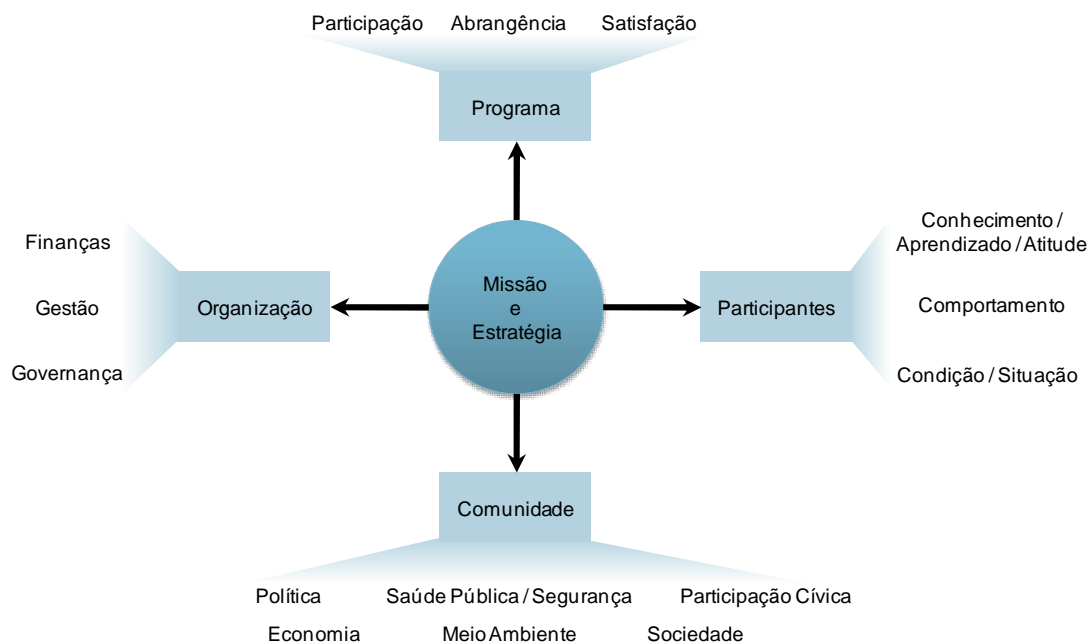 Participação Abrangência Satisfação
Programa
Finanças
Gestão
Governança
Organização
Missão
e
Estratégia
Participantes
Conhecimento /
Aprendizado / Atitude
Comportamento
Condição / Situação
Comunidade
Política Saúde Pública / Segurança Participação Cívica
Economia Meio Ambiente Sociedade